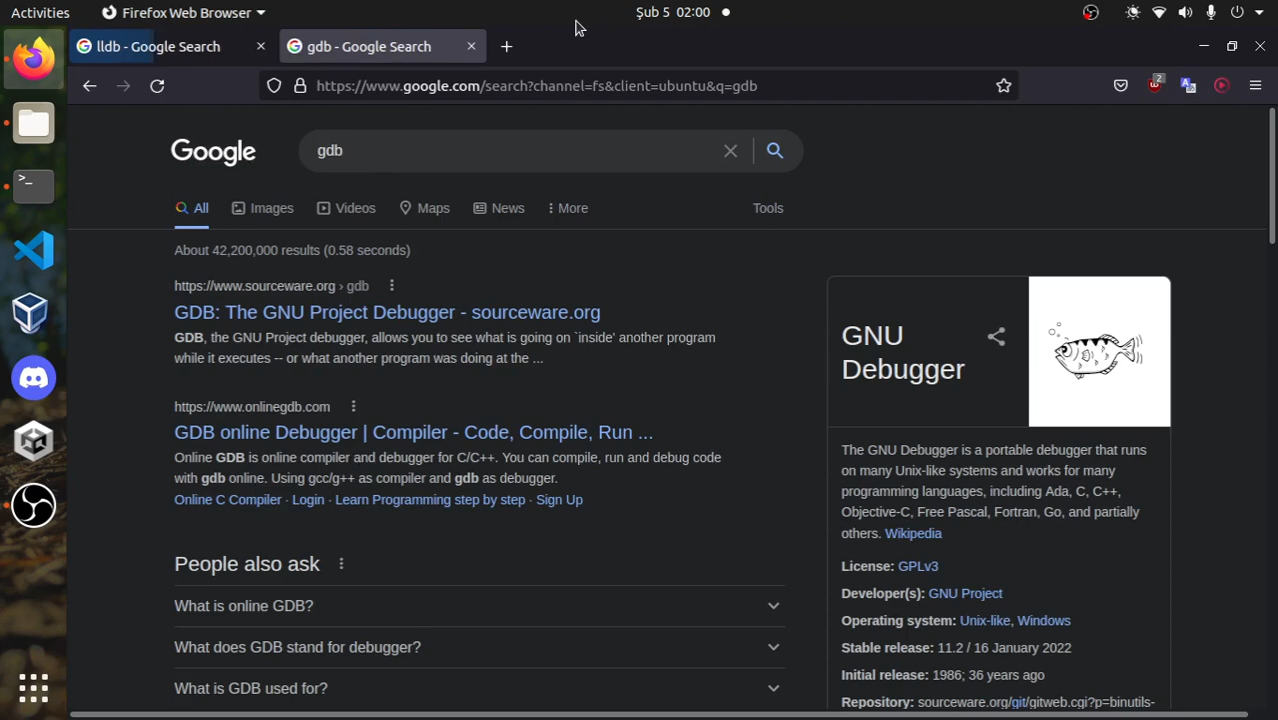 Activities
Firefox Web Browser
Şub 5 02:00
lldb - Google Search
gdb - Google Search
https://www.google.com/search?channel=fs&client=ubuntu&q=gdb
2
Google
gdb
All
Images
Videos
Maps
News
More
Tools
About 42,200,000 results (0.58 seconds)
https://www.sourceware.org › gdb
GDB: The GNU Project Debugger - sourceware.org
GDB, the GNU Project debugger, allows you to see what is going on `inside' another program
while it executes -- or what another program was doing at the ...
https://www.onlinegdb.com
GDB online Debugger | Compiler - Code, Compile, Run ...
Online GDB is online compiler and debugger for C/C++. You can compile, run and debug code
with gdb online. Using gcc/g++ as compiler and gdb as debugger.
Online C Compiler · Login · Learn Programming step by step · Sign Up
People also ask
What is online GDB?
What does GDB stand for debugger?
What is GDB used for?
GNU
Debugger
The GNU Debugger is a portable debugger that runs
on many Unix-like systems and works for many
programming languages, including Ada, C, C++,
Objective-C, Free Pascal, Fortran, Go, and partially
others. Wikipedia
License: GPLv3
Developer(s): GNU Project
Operating system: Unix-like, Windows
Stable release: 11.2 / 16 January 2022
Initial release: 1986; 36 years ago
Repository: sourceware.org/git/gitweb.cgi?p=binutils-